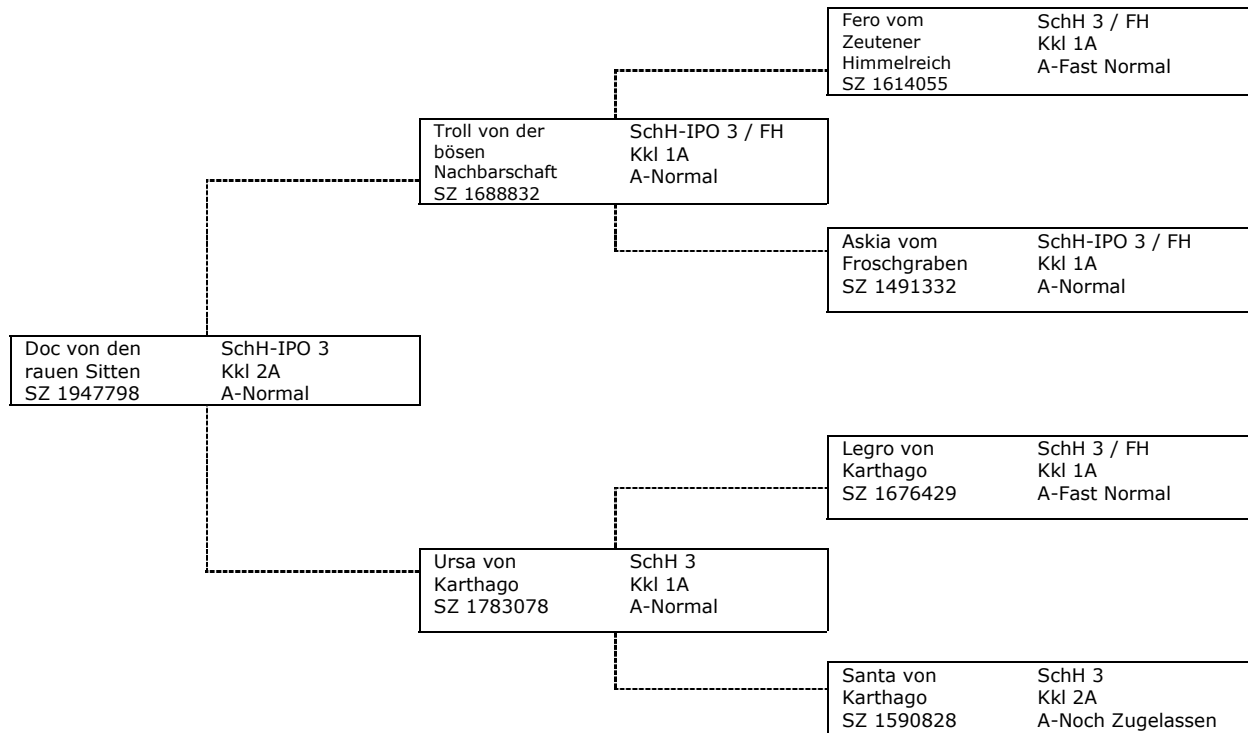 Fero vom
Zeutener
Himmelreich
SZ 1614055
SchH 3 / FH
Kkl 1A
A-Fast Normal
Troll von der
bösen
Nachbarschaft
SZ 1688832
SchH-IPO 3 / FH
Kkl 1A
A-Normal
Askia vom
Froschgraben
SZ 1491332
SchH-IPO 3 / FH
Kkl 1A
A-Normal
Doc von den
rauen Sitten
SZ 1947798
SchH-IPO 3
Kkl 2A
A-Normal
Legro von
Karthago
SZ 1676429
SchH 3 / FH
Kkl 1A
A-Fast Normal
Ursa von
Karthago
SZ 1783078
SchH 3
Kkl 1A
A-Normal
Santa von
Karthago
SZ 1590828
SchH 3
Kkl 2A
A-Noch Zugelassen